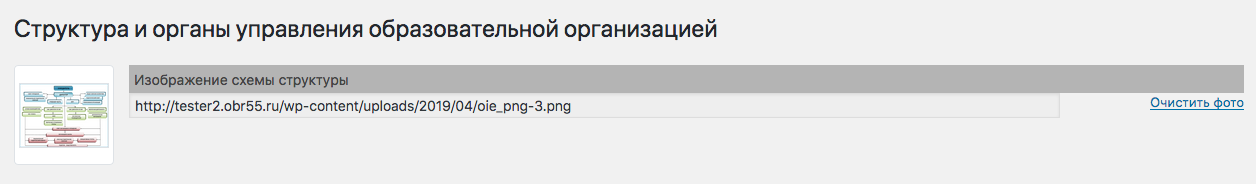 Структура и органы управления образовательной организацией
Изображение схемы структуры
http://tester2.obr55.ru/wp-content/uploads/2019/04/oie_png-3.png
Очистить фото